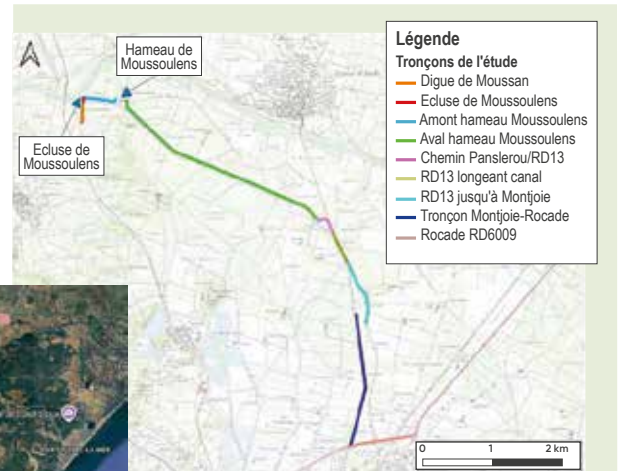 Hameau de
Moussoulens
Ecluse de
Moussoulens
Légende
Tronçons de l'étude
Digue de Moussan
Ecluse de Moussoulens
Amont hameau Moussoulens
Aval hameau Moussoulens
Chemin Panslerou/RD13
RD13 longeant canal
RD13 jusqu'à Montjoie
Tronçon Montjoie-Rocade
Rocade RD6009
0 1 2 km